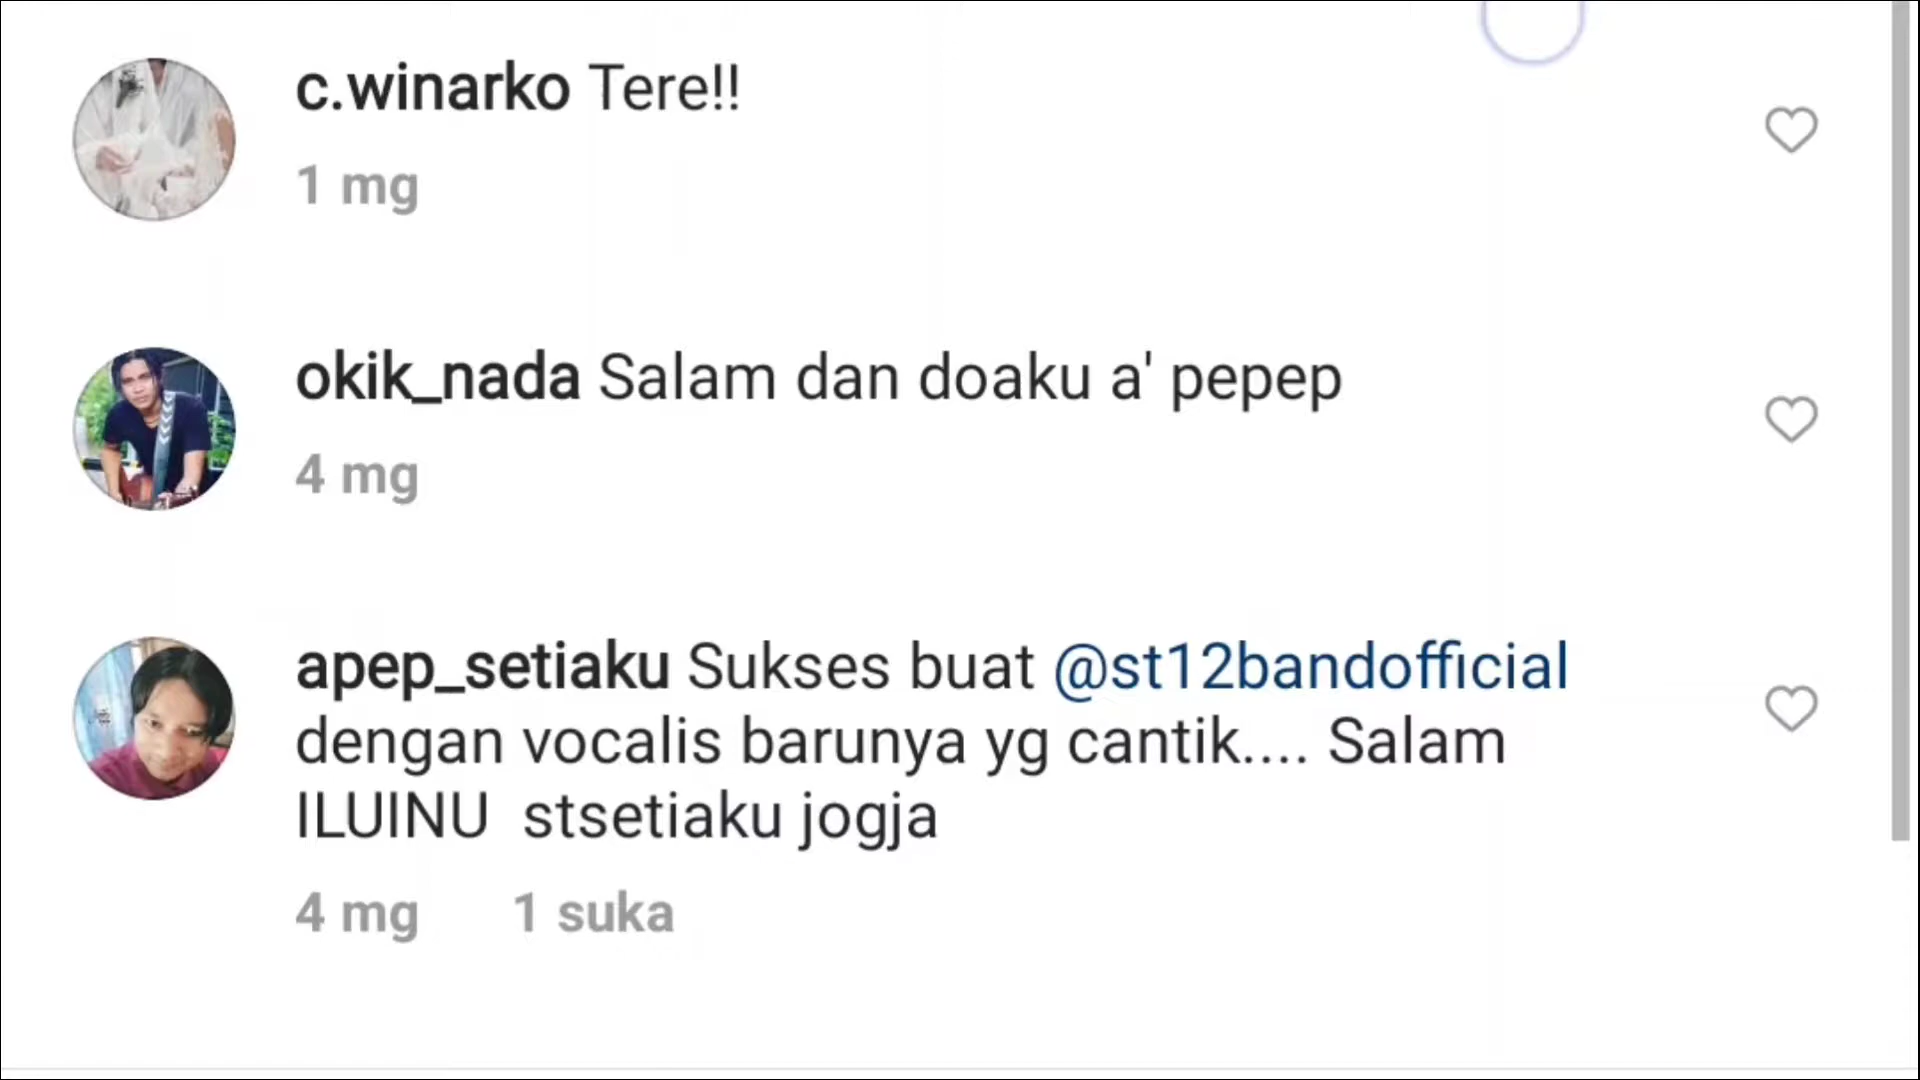 c.winarko Tere!!
1 mg
okik_nada Salam dan doaku a' pepep
4 mg
apep_setiaku Sukses buat @st12bandofficial
dengan vocalis barunya yg cantik.... Salam
ILUINU  stsetiaku jogja
4 mg 1 suka